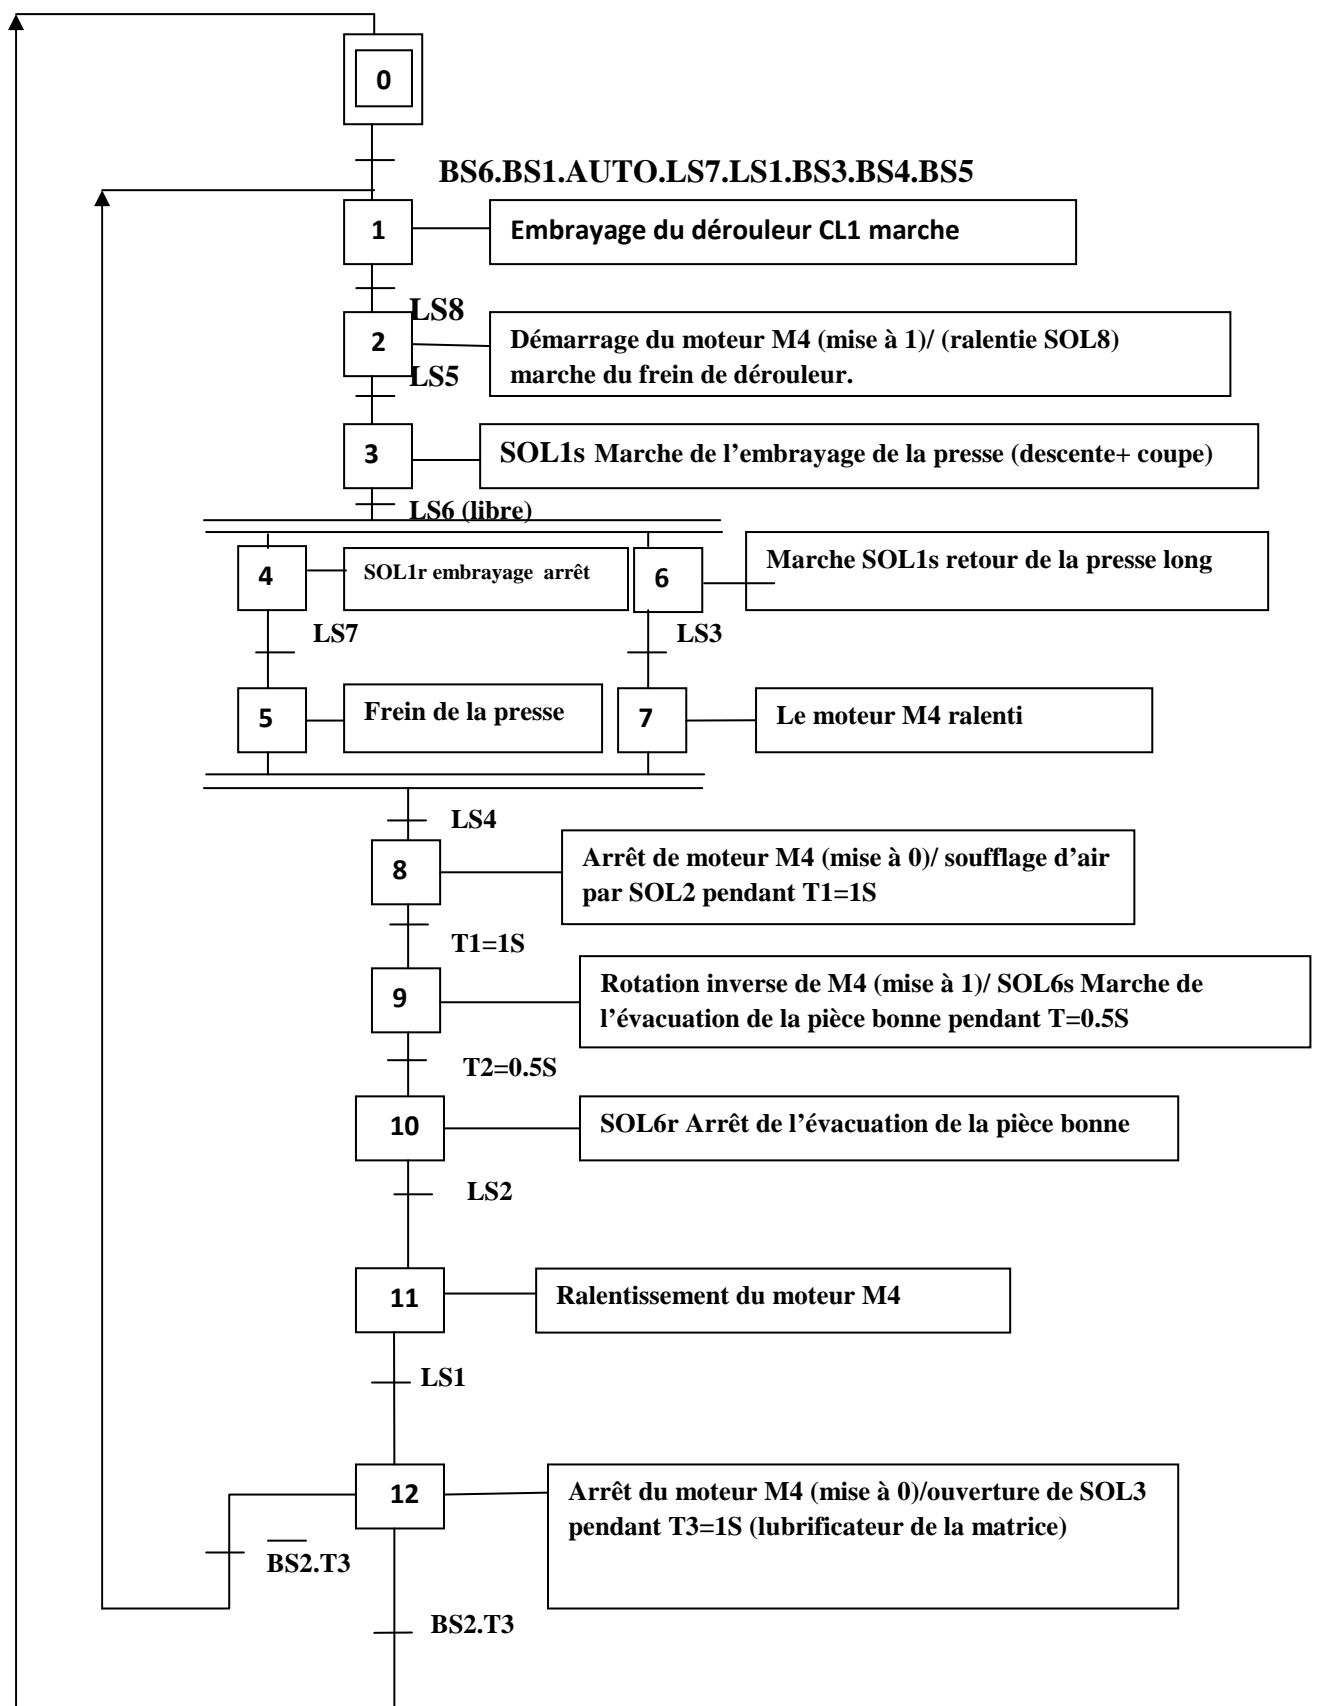 0
BS6.BS1.AUTO.LS7.LS1.BS3.BS4.BS5
1
Embrayage du dérouleur CL1 marche
LS8
2
Démarrage du moteur M4 (mise à 1)/ (ralentie SOL8)
marche du frein de dérouleur.
LS5
3
SOL1s Marche de l’embrayage de la presse (descente+ coupe)
LS6 (libre)
4
SOL1r embrayage arrêt
6
Marche SOL1s retour de la presse long
LS7
LS3
5
Frein de la presse
7
Le moteur M4 ralenti
LS4
8
Arrêt de moteur M4 (mise à 0)/ soufflage d’air
par SOL2 pendant T1=1S
T1=1S
9
Rotation inverse de M4 (mise à 1)/ SOL6s Marche de
l’évacuation de la pièce bonne pendant T=0.5S
T2=0.5S
10
SOL6r Arrêt de l’évacuation de la pièce bonne
LS2
11
Ralentissement du moteur M4
LS1
12
Arrêt du moteur M4 (mise à 0)/ouverture de SOL3
pendant T3=1S (lubrificateur de la matrice)
B̅S̅2.T3
BS2.T3